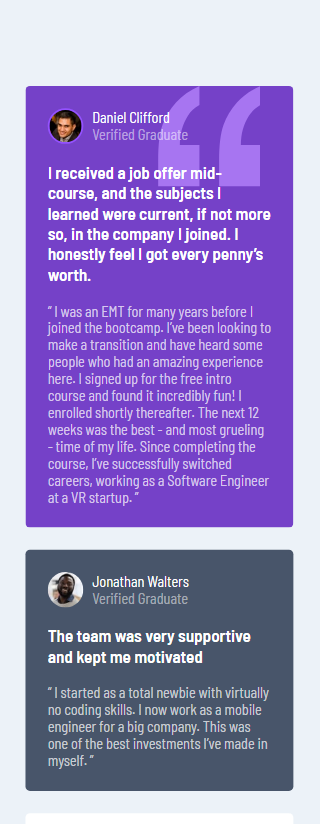 Daniel Clifford
Verified Graduate
I received a job offer mid-
course, and the subjects I
learned were current, if not more
so, in the company I joined. I
honestly feel I got every penny’s
worth.
“ I was an EMT for many years before I
joined the bootcamp. I’ve been looking to
make a transition and have heard some
people who had an amazing experience
here. I signed up for the free intro
course and found it incredibly fun! I
enrolled shortly thereafter. The next 12
weeks was the best - and most grueling
- time of my life. Since completing the
course, I’ve successfully switched
careers, working as a Software Engineer
at a VR startup. ”
Jonathan Walters
Verified Graduate
The team was very supportive
and kept me motivated
“ I started as a total newbie with virtually
no coding skills. I now work as a mobile
engineer for a big company. This was
one of the best investments I’ve made in
myself. ”